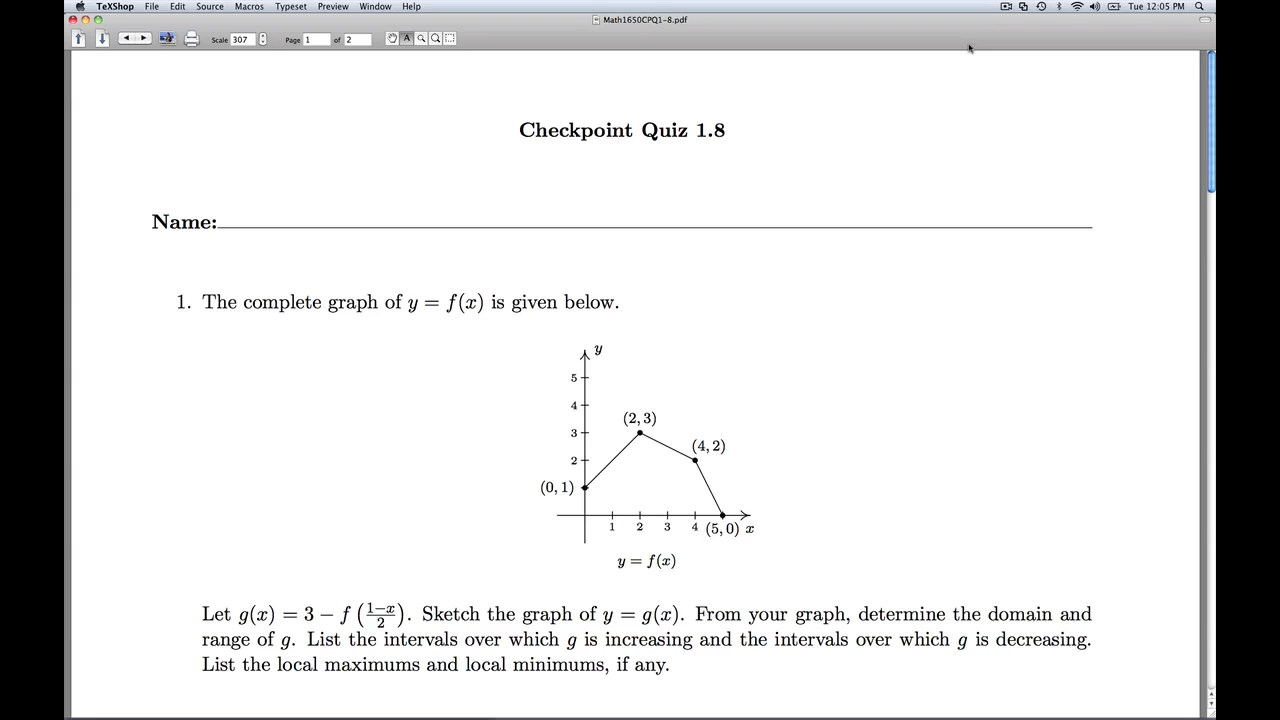 TeXShop File Edit Source Macros Typeset Preview Window Help Tue 12:05 PM
Math1650CPQ1-8.pdf
Scale 307 Page 1 of 2 A
Checkpoint Quiz 1.8
Name:
1. The complete graph of y = f(x) is given below.
y
5
4
(2, 3)
3
(4, 2)
2
(0, 1)
1 2 3 4 (5, 0) x
y = f(x)
Let g(x) = 3 − f((1−x)/2). Sketch the graph of y = g(x). From your graph, determine the domain and
range of g. List the intervals over which g is increasing and the intervals over which g is decreasing.
List the local maximums and local minimums, if any.